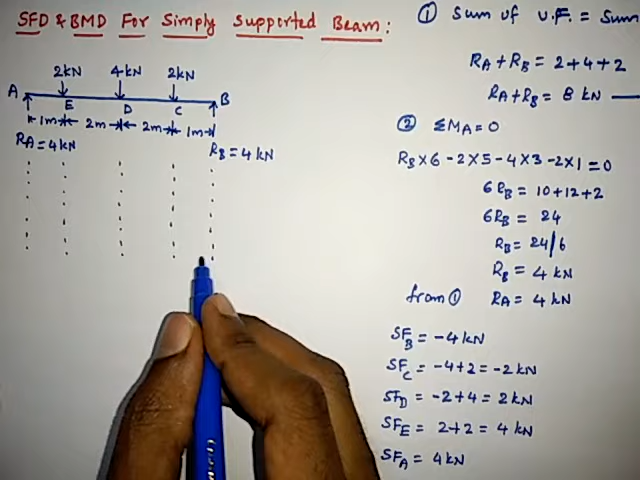 SFD & BMD For Simply Supported Beam:
2kN 4kN 2kN
A B
E D C
1m 2m 2m 1m
RA=4kN RB=4kN
① Sum of U.F. = Sum
RA+RB = 2+4+2
RA+RB = 8 kN
② ΣMA=0
RB×6 -2×5 -4×3 -2×1 =0
6RB = 10+12+2
6RB = 24
RB= 24/6
RB = 4 kN
from ① RA = 4 kN
SFB = -4 kN
SFC = -4+2 = -2 kN
SFD = -2+4 = 2 kN
SFE = 2+2 = 4 kN
SFA = 4 kN